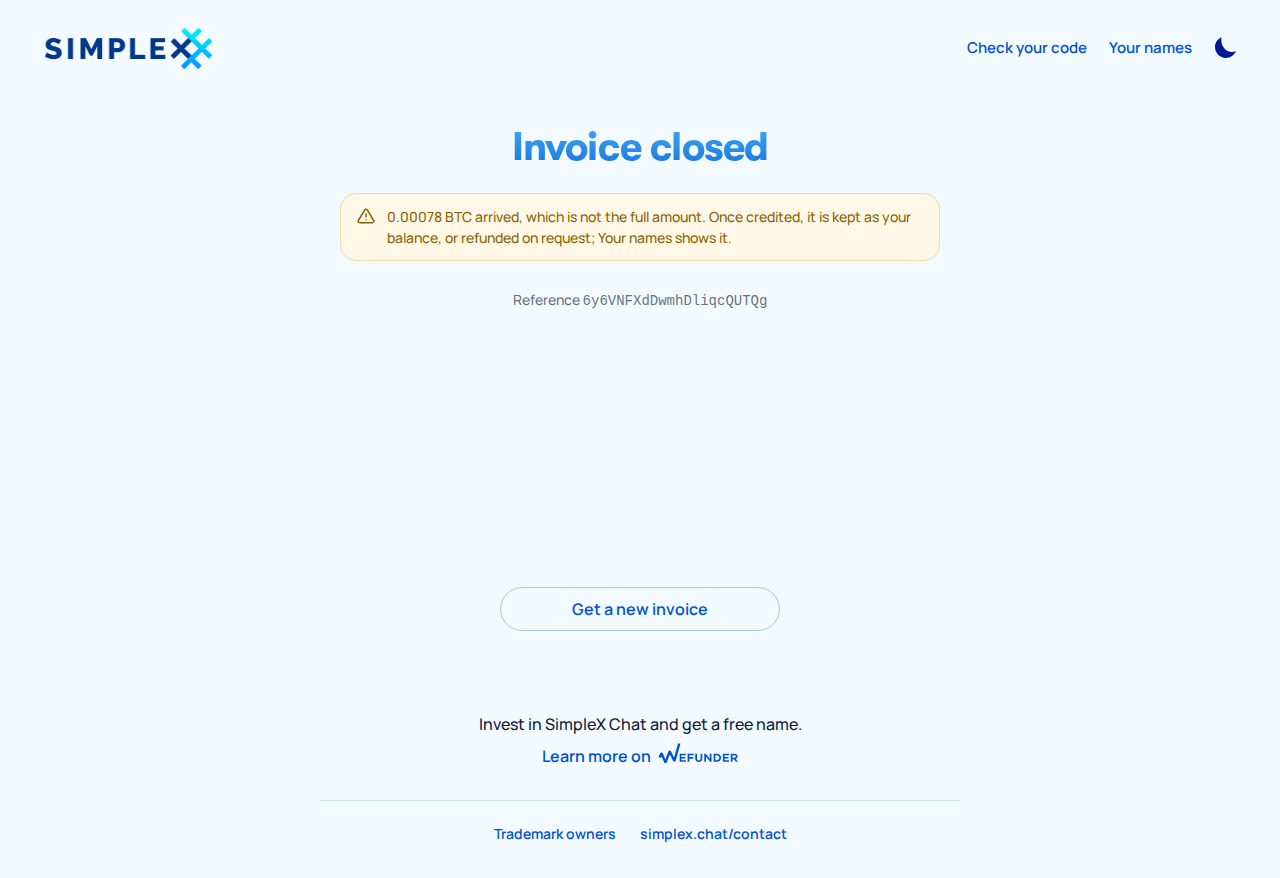 SIMPLEX
Check your code
Your names
Invoice closed
0.00078 BTC arrived, which is not the full amount. Once credited, it is kept as your
balance, or refunded on request; Your names shows it.
Reference 6y6VNFXdDwmhDliqcQUTQg
Get a new invoice
Invest in SimpleX Chat and get a free name.
Learn more on WEFUNDER
Trademark owners
simplex.chat/contact